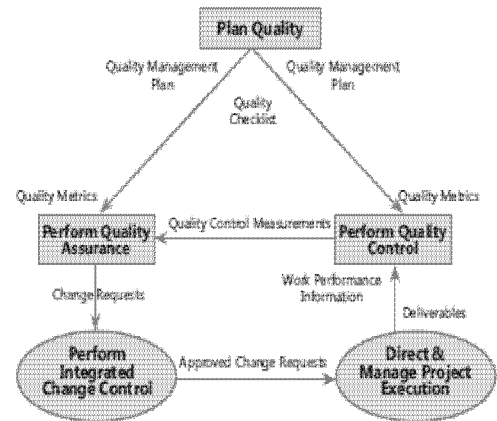 Plan Quality
Quality Management
Plan
Quality Management
Plan
Quality
Checklist
Quality Metrics
Quality Metrics
Perform Quality
Assurance
Quality Control Measurements
Perform Quality
Control
Change Requests
Work Performance
Information
Deliverables
Perform
Integrated
Change Control
Approved Change Requests
Direct &
Manage Project
Execution